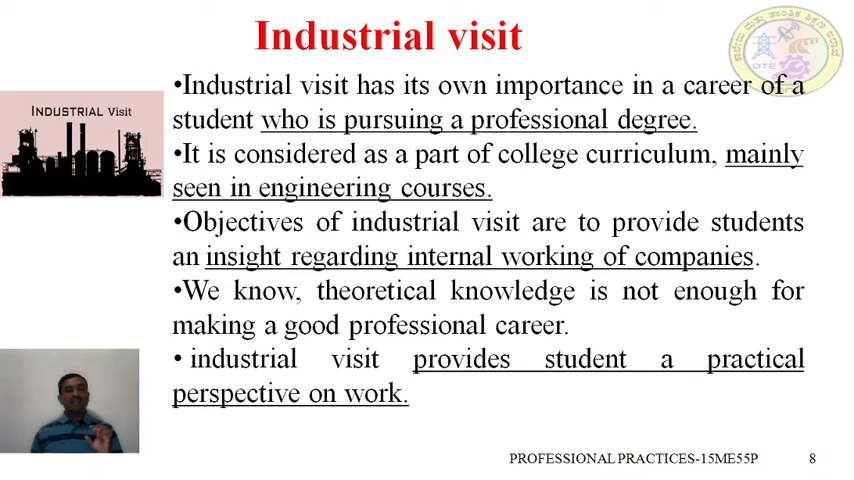 Industrial visit
•Industrial visit has its own importance in a career of a
student who is pursuing a professional degree.
•It is considered as a part of college curriculum, mainly
seen in engineering courses.
•Objectives of industrial visit are to provide students
an insight regarding internal working of companies.
•We know, theoretical knowledge is not enough for
making a good professional career.
• industrial visit provides student a practical
perspective on work.
INDUSTRIAL Visit
DTE
PROFESSIONAL PRACTICES-15ME55P 8